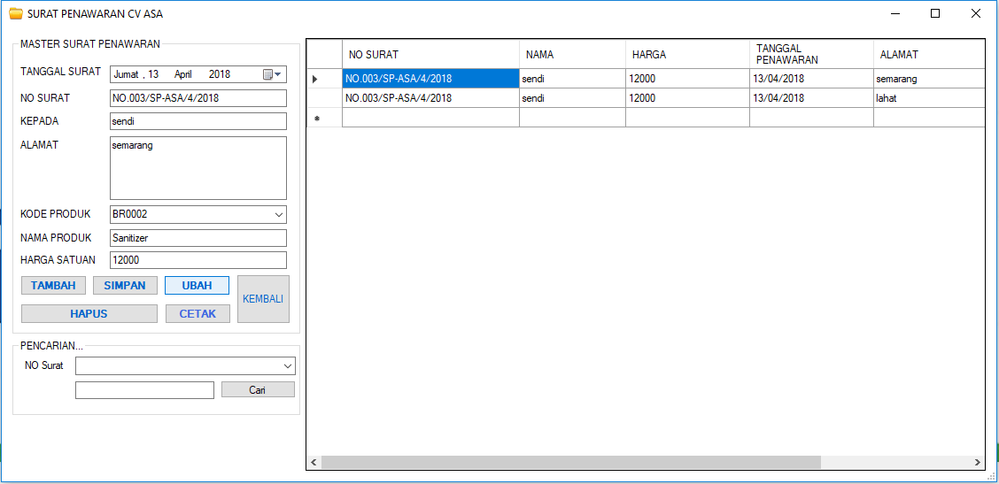 SURAT PENAWARAN CV ASA
MASTER SURAT PENAWARAN
TANGGAL SURAT Jumat , 13 April 2018
NO SURAT NO.003/SP-ASA/4/2018
KEPADA sendi
ALAMAT semarang
KODE PRODUK BR0002
NAMA PRODUK Sanitizer
HARGA SATUAN 12000
TAMBAH SIMPAN UBAH KEMBALI
HAPUS CETAK
PENCARIAN...
NO Surat
Cari
NO SURAT NAMA HARGA TANGGAL PENAWARAN ALAMAT
NO.003/SP-ASA/4/2018 sendi 12000 13/04/2018 semarang
NO.003/SP-ASA/4/2018 sendi 12000 13/04/2018 lahat